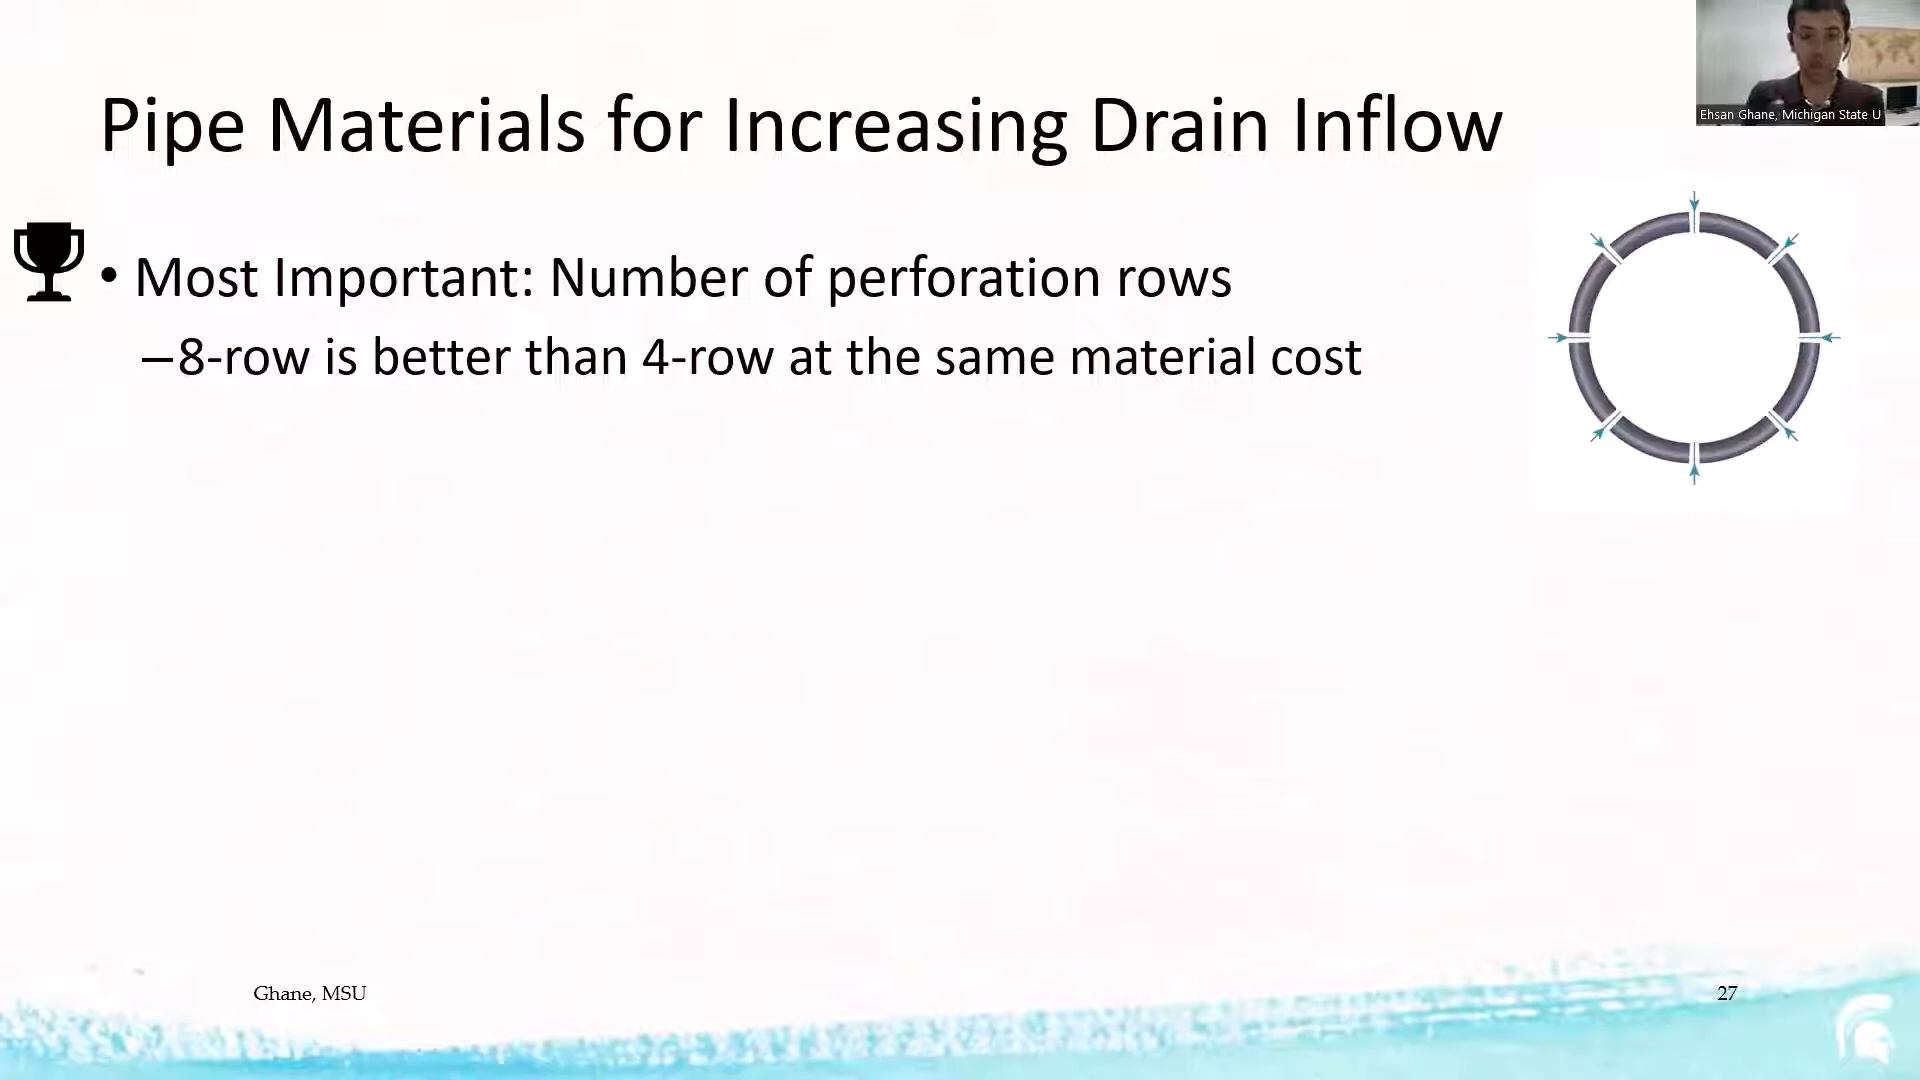 Pipe Materials for Increasing Drain Inflow
Ehsan Ghane, Michigan State U
• Most Important: Number of perforation rows
–8-row is better than 4-row at the same material cost
Ghane, MSU
27